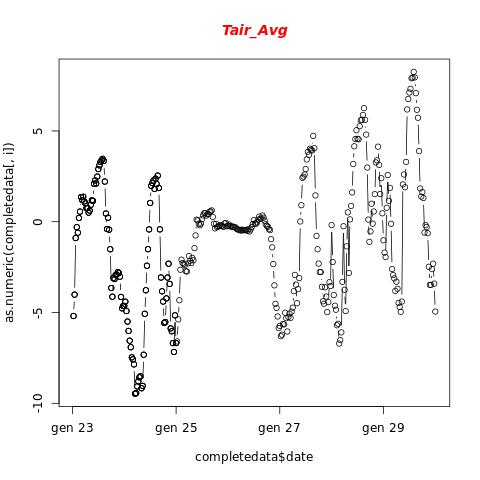 Tair_Avg
as.numeric(completedata[, i])
5
0
-5
-10
gen 23
gen 25
gen 27
gen 29
completedata$date